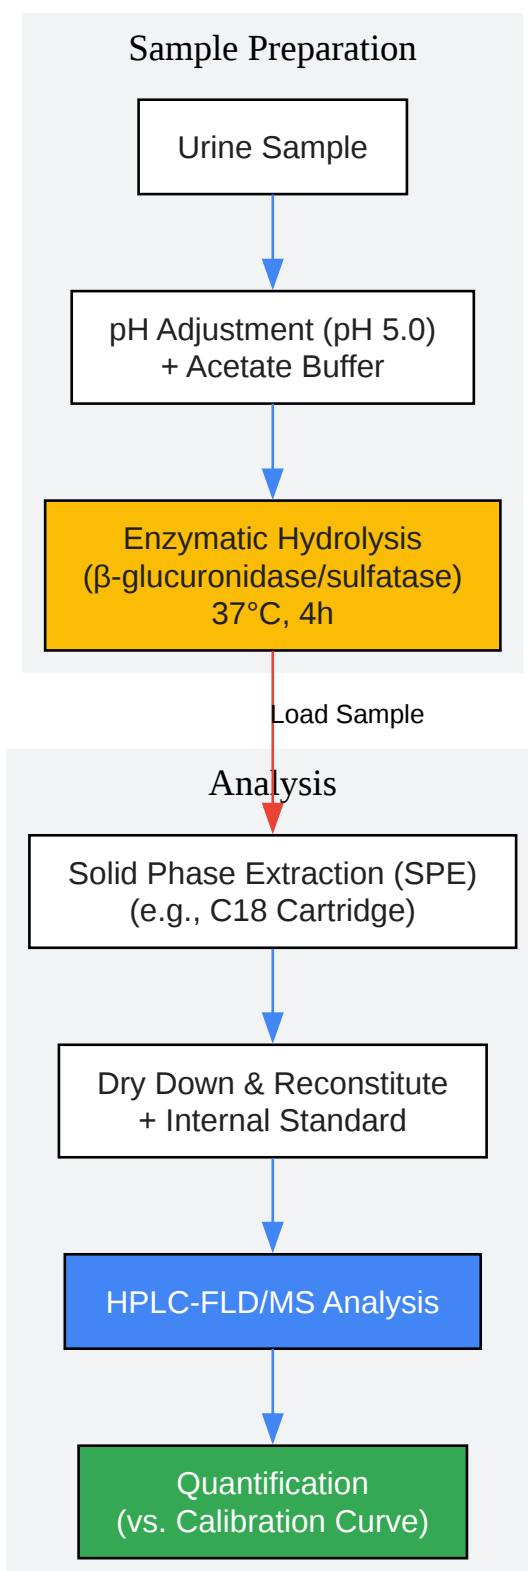 Sample Preparation
Urine Sample
pH Adjustment (pH 5.0)
+ Acetate Buffer
Enzymatic Hydrolysis
(β-glucuronidase/sulfatase)
37°C, 4h
Load Sample
Analysis
Solid Phase Extraction (SPE)
(e.g., C18 Cartridge)
Dry Down & Reconstitute
+ Internal Standard
HPLC-FLD/MS Analysis
Quantification
(vs. Calibration Curve)